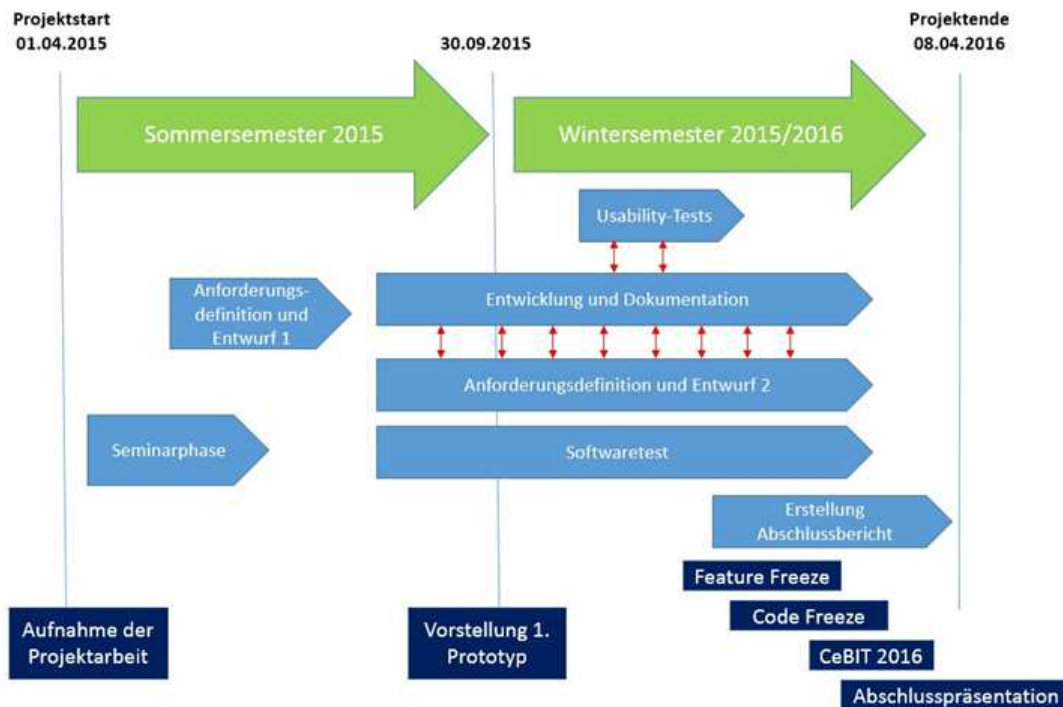 Projektstart
01.04.2015
30.09.2015
Projektende
08.04.2016
Sommersemester 2015
Wintersemester 2015/2016
Usability-Tests
Anforderungs-
definition und
Entwurf 1
Entwicklung und Dokumentation
Anforderungsdefinition und Entwurf 2
Seminarphase
Softwaretest
Erstellung
Abschlussbericht
Feature Freeze
Code Freeze
CeBIT 2016
Abschlusspräsentation
Aufnahme der
Projektarbeit
Vorstellung 1.
Prototyp